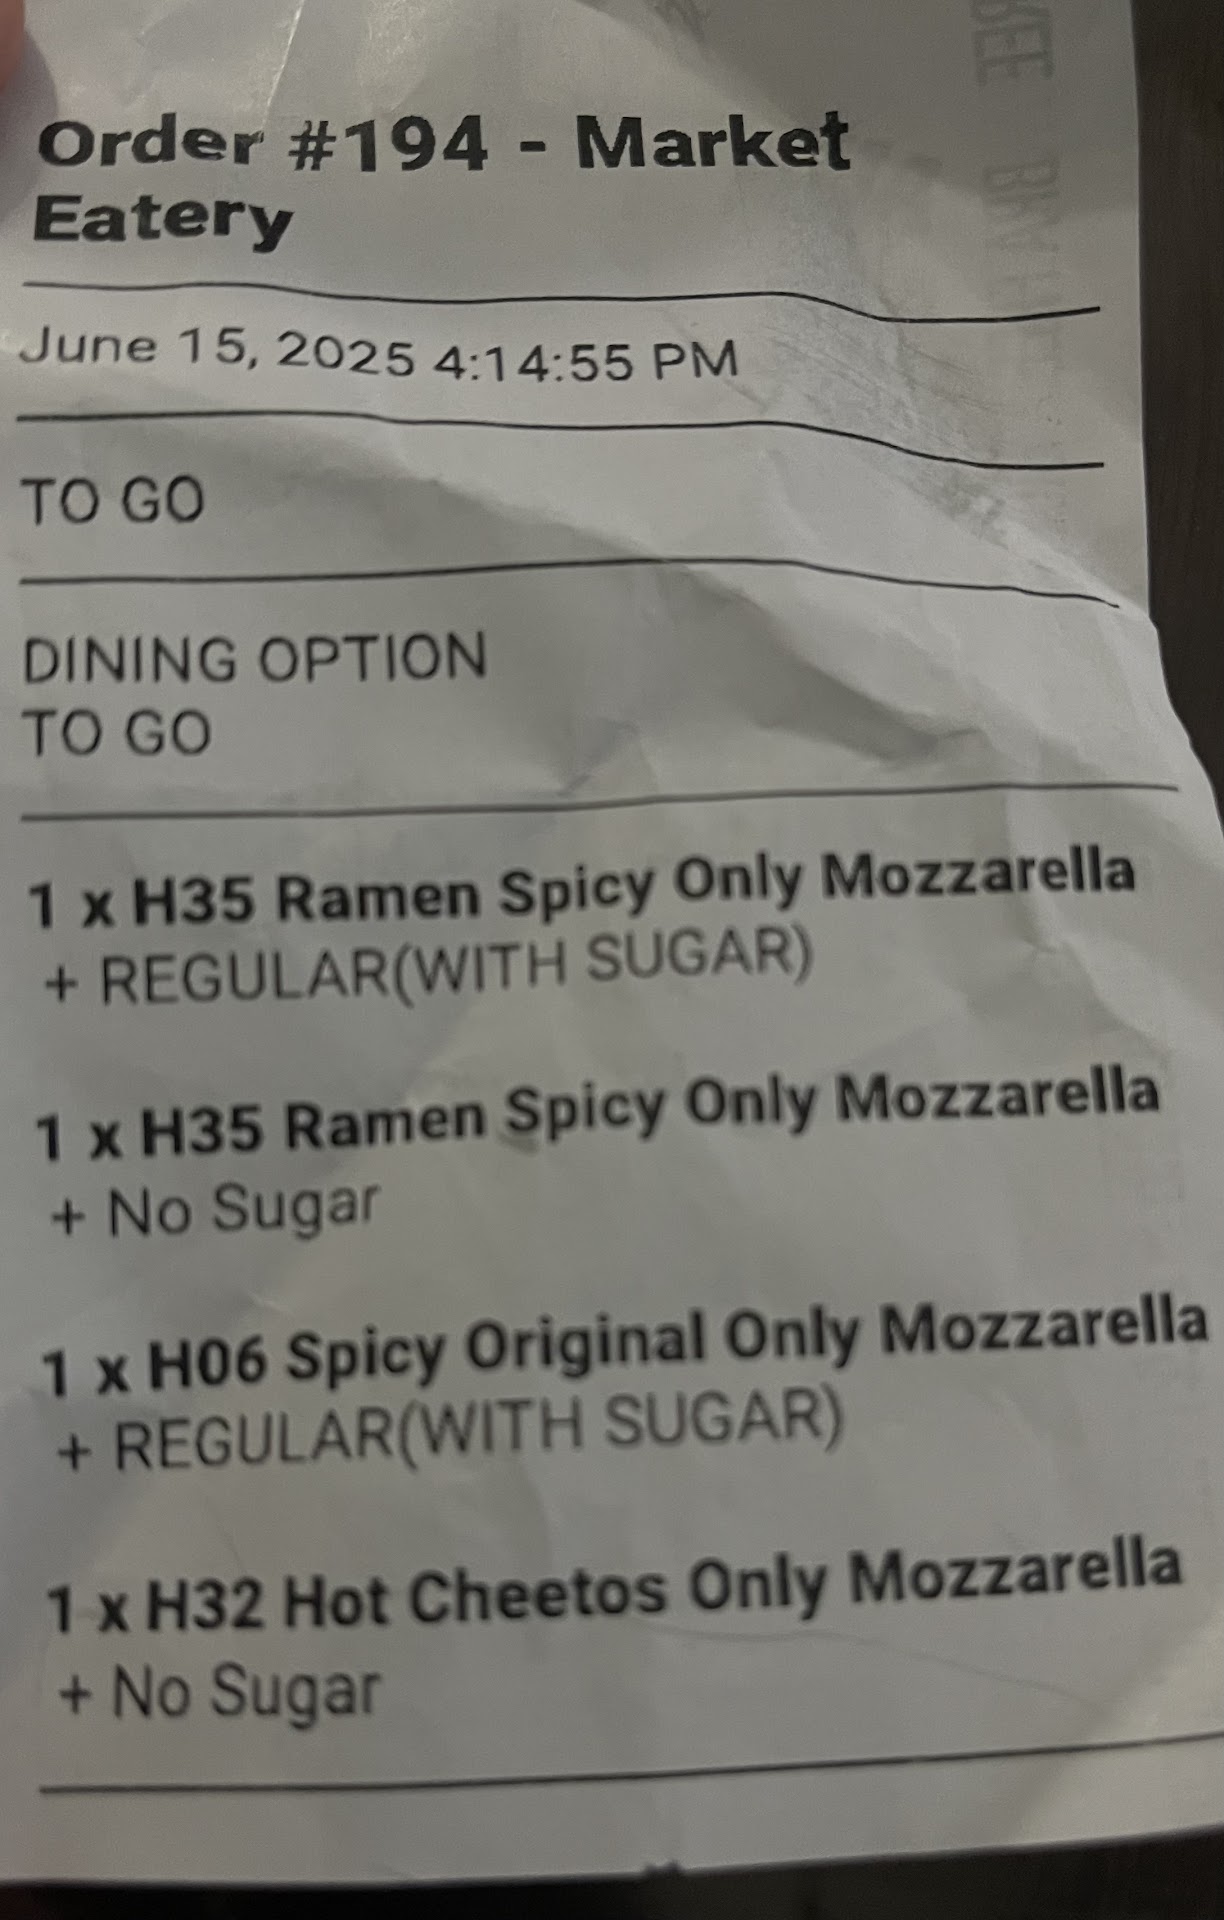 Order #194 - Market
Eatery
June 15, 2025 4:14:55 PM
TO GO
DINING OPTION
TO GO
1 x H35 Ramen Spicy Only Mozzarella
+ REGULAR(WITH SUGAR)
1 x H35 Ramen Spicy Only Mozzarella
+ No Sugar
1 x H06 Spicy Original Only Mozzarella
+ REGULAR(WITH SUGAR)
1 x H32 Hot Cheetos Only Mozzarella
+ No Sugar